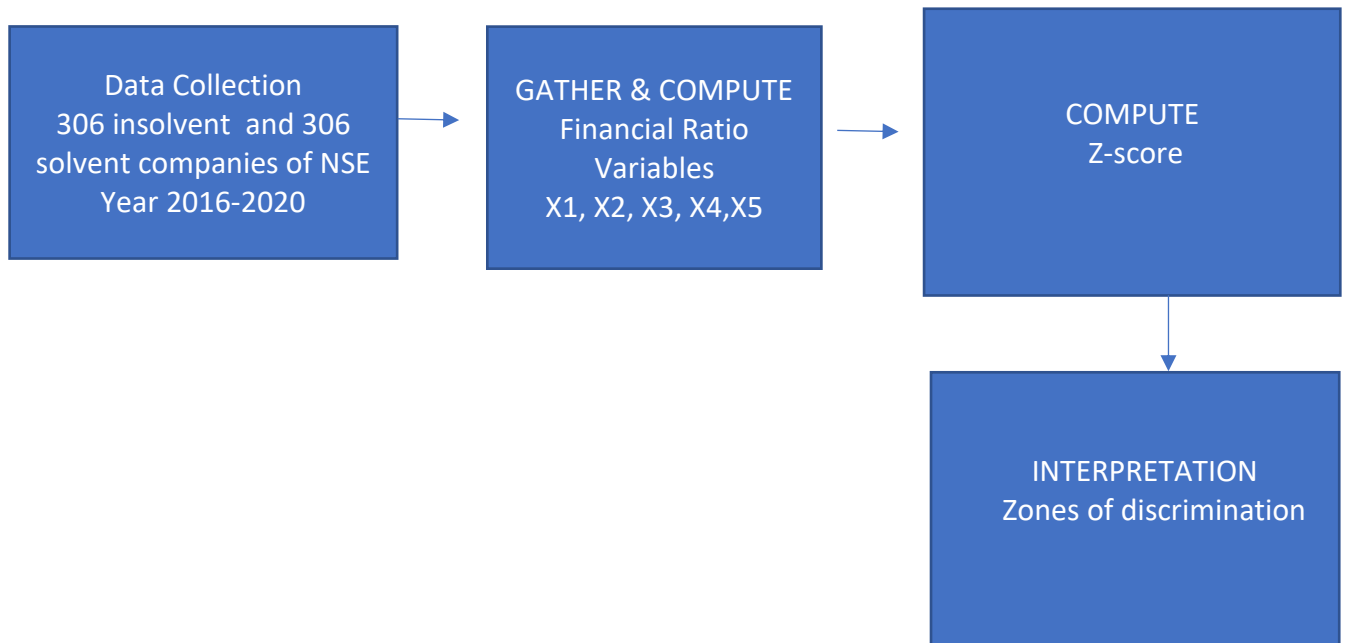 Data Collection
306 insolvent  and 306
solvent companies of NSE
Year 2016-2020
GATHER & COMPUTE
Financial Ratio
Variables
X1, X2, X3, X4,X5
COMPUTE
Z-score
INTERPRETATION
Zones of discrimination